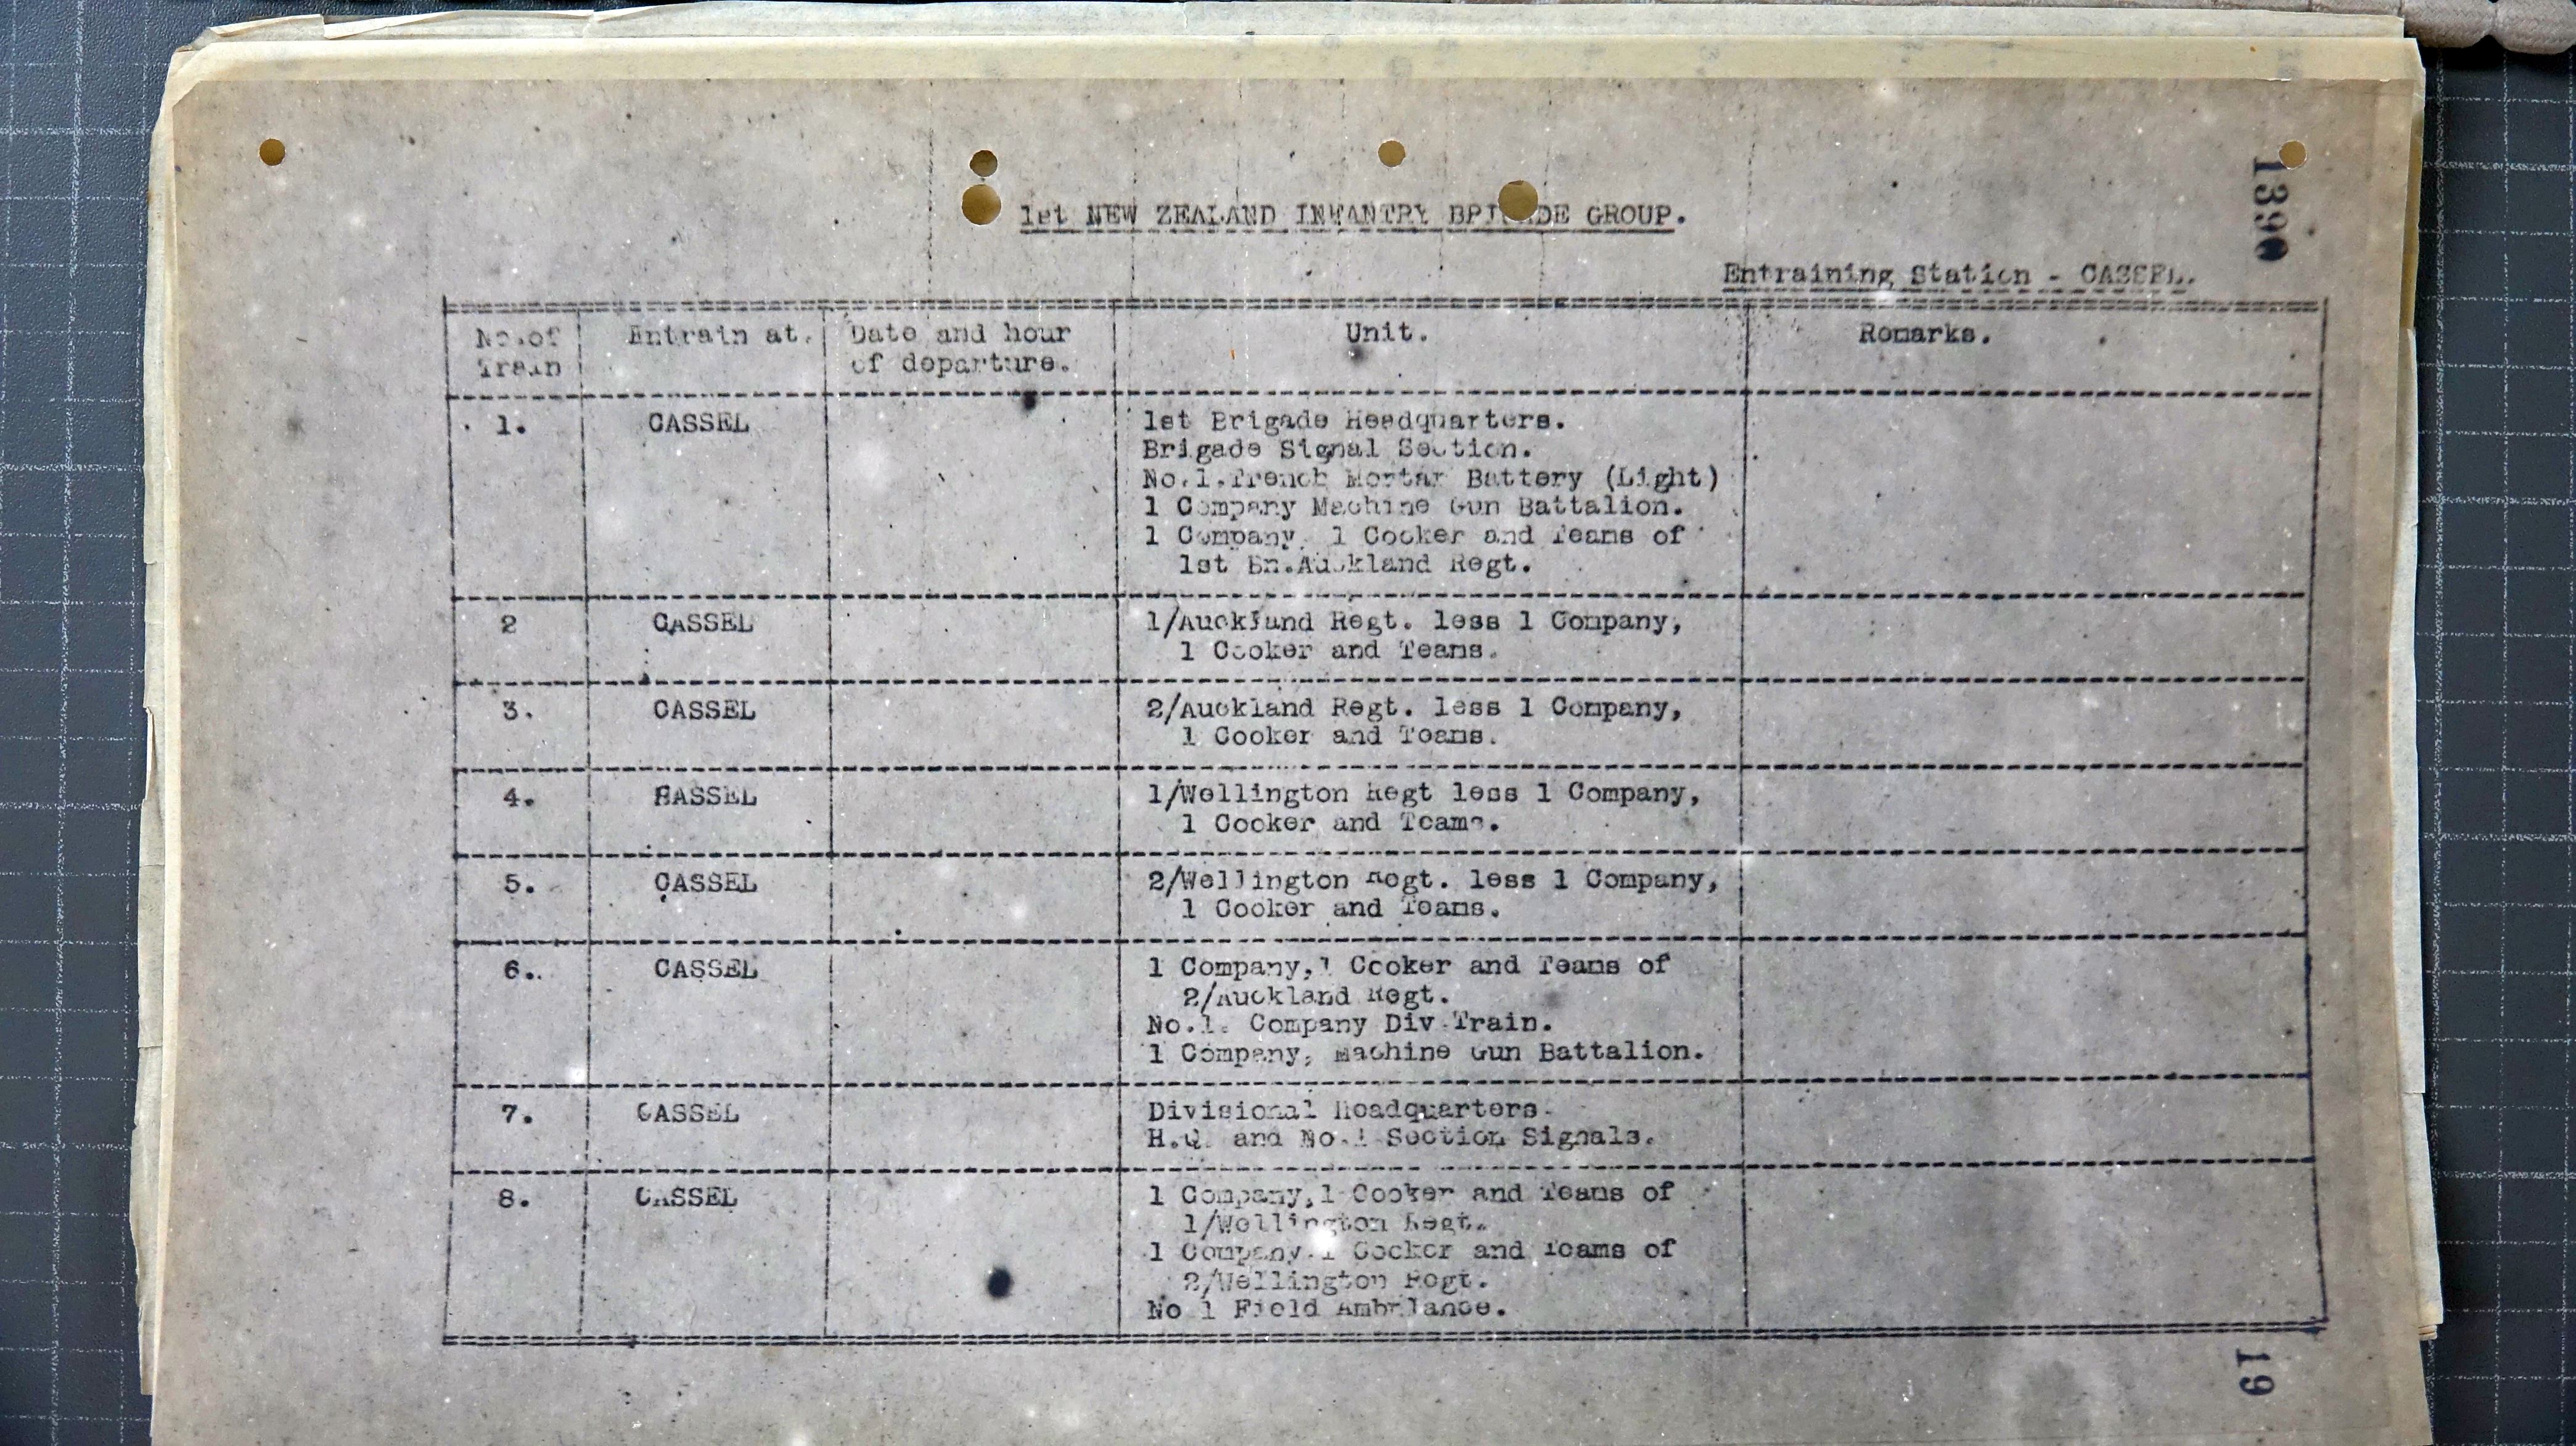 1390
1st NEW ZEALAND INFANTRY BRIGADE GROUP.
Entraining Station - CASSEL.
No.of Train | Entrain at. | Date and hour of departure. | Unit. | Remarks.
1. CASSEL
1st Brigade Headquarters.
Brigade Signal Section.
No.1.Trench Mortar Battery (Light)
1 Company Machine Gun Battalion.
1 Company, 1 Cooker and Teams of
1st Bn.Auckland Regt.
2 CASSEL 1/Auckland Regt. less 1 Company,
1 Cooker and Teams.
3. CASSEL 2/Auckland Regt. less 1 Company,
1 Cooker and Teams.
4. CASSEL 1/Wellington Regt less 1 Company,
1 Cooker and Teams.
5. CASSEL 2/Wellington Regt. less 1 Company,
1 Cooker and Teams.
6. CASSEL 1 Company,1 Cooker and Teams of
2/Auckland Regt.
No.1. Company Div.Train.
1 Company, Machine Gun Battalion.
7. CASSEL Divisional Headquarters.
H.Q. and No.1 Section Signals.
8. CASSEL 1 Company,1 Cooker and Teams of
1/Wellington Regt.
1 Company.1 Cooker and Teams of
2/Wellington Regt.
No 1 Field Ambulance.
19